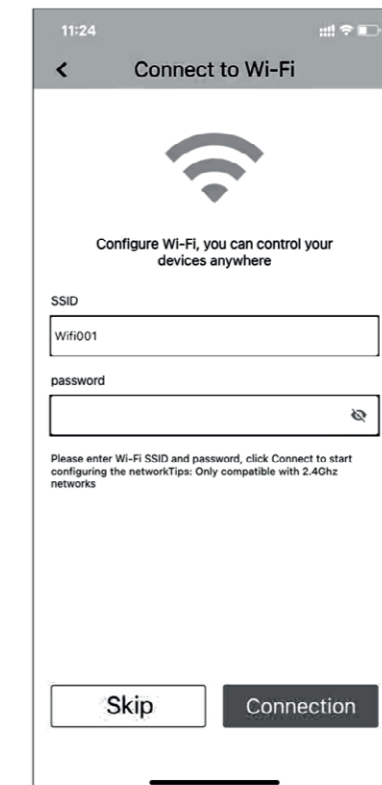 11:24
Connect to Wi-Fi
Configure Wi-Fi, you can control your
devices anywhere
SSID
Wifi001
password
Please enter Wi-Fi SSID and password, click Connect to start
configuring the networkTips: Only compatible with 2.4Ghz
networks
Skip
Connection